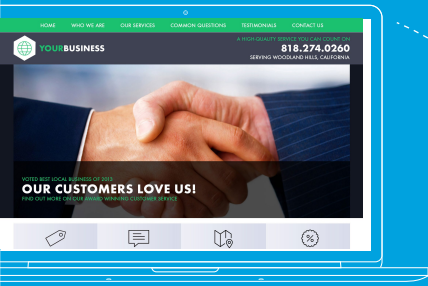 HOME WHO WE ARE OUR SERVICES COMMON QUESTIONS TESTIMONIALS CONTACT US
A HIGH-QUALITY SERVICE YOU CAN COUNT ON
YOURBUSINESS
818.274.0260
SERVING WOODLAND HILLS, CALIFORNIA
VOTED BEST LOCAL BUSINESS OF 2013
OUR CUSTOMERS LOVE US!
FIND OUT MORE ON OUR AWARD WINNING CUSTOMER SERVICE
%